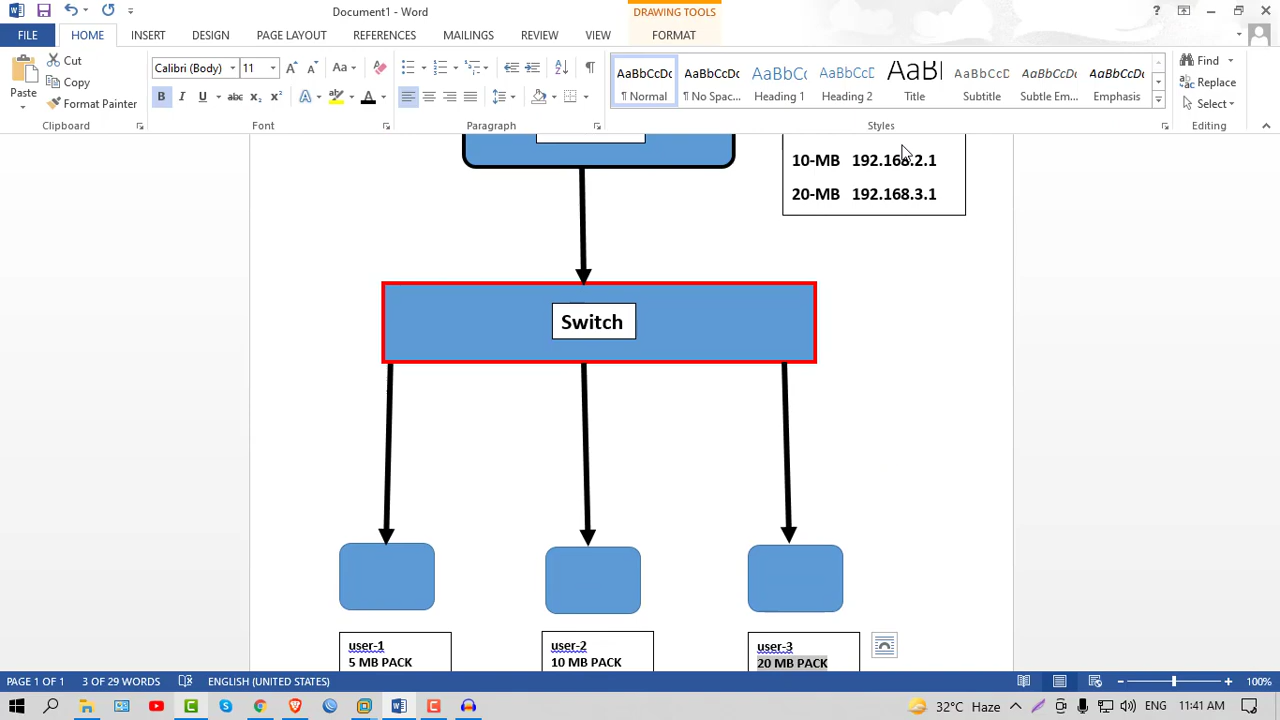 Document1 - Word
DRAWING TOOLS
?
FILE HOME INSERT DESIGN PAGE LAYOUT REFERENCES MAILINGS REVIEW VIEW FORMAT
Paste
Cut
Copy
Format Painter
Clipboard
Calibri (Body) 11
Aa
B I U abc x₂ x² A A
Font
Paragraph
AaBbCcDc AaBbCcDc AaBbCc AaBbCcD AaBl AaBbCcD AaBbCcDc AaBbCcDc
¶ Normal ¶ No Spac... Heading 1 Heading 2 Title Subtitle Subtle Em... Emphasis
Styles
Find
Replace
Select
Editing
10-MB 192.168.2.1
20-MB 192.168.3.1
Switch
user-1
5 MB PACK
user-2
10 MB PACK
user-3
20 MB PACK
PAGE 1 OF 1 3 OF 29 WORDS ENGLISH (UNITED STATES) 100%
32°C Haze ENG 11:41 AM